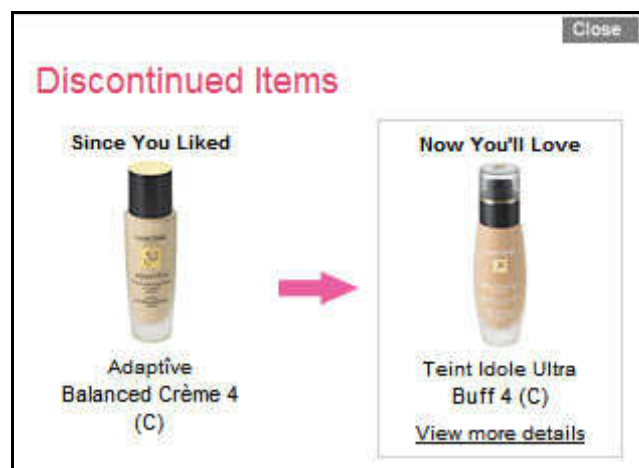 Close
Discontinued Items
Since You Liked
Now You'll Love
Adaptîve
Balanced Crème 4
(C)
Teint Idole Ultra
Buff 4 (C)
View more details